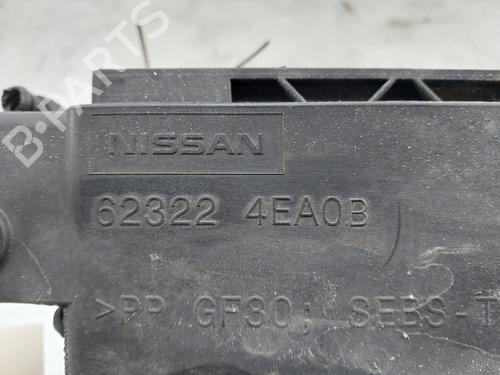 B-PARTS
NISSAN
62322 4EA0B
>PP GF30; SEBS-T